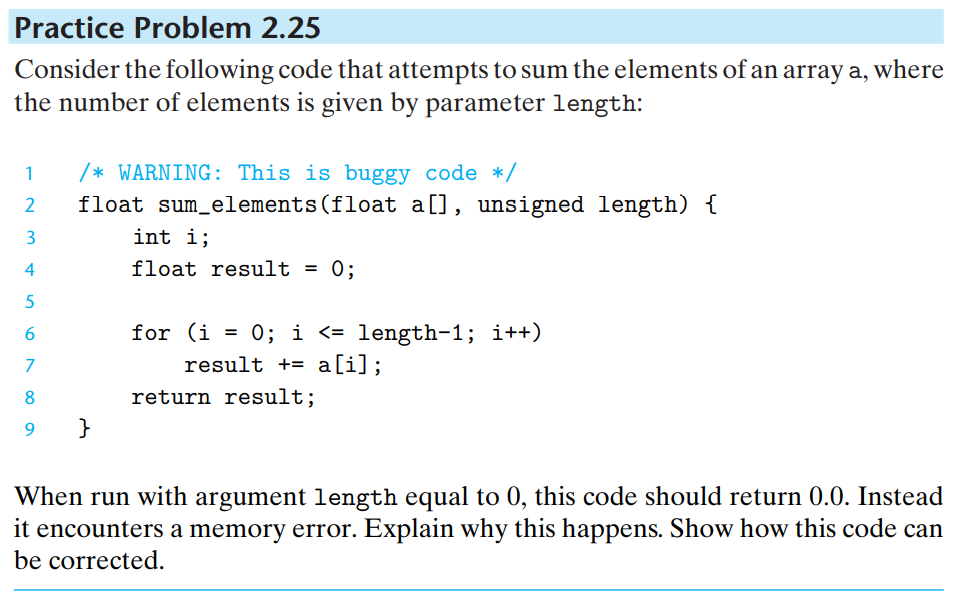 Practice Problem 2.25
Consider the following code that attempts to sum the elements of an array a, where
the number of elements is given by parameter length:
1 /* WARNING: This is buggy code */
2 float sum_elements(float a[], unsigned length) {
3 int i;
4 float result = 0;
5
6 for (i = 0; i <= length-1; i++)
7 result += a[i];
8 return result;
9 }
When run with argument length equal to 0, this code should return 0.0. Instead
it encounters a memory error. Explain why this happens. Show how this code can
be corrected.